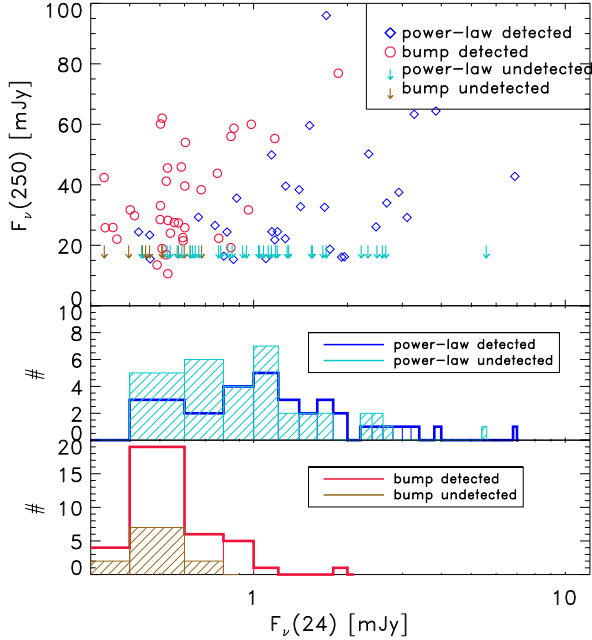 100
80
60
40
20
0
Fν(250) [mJy]
power-law detected
bump detected
power-law undetected
bump undetected
10
8
6
4
2
0
#
power-law detected
power-law undetected
20
15
10
5
0
#
bump detected
bump undetected
1
10
Fν(24) [mJy]